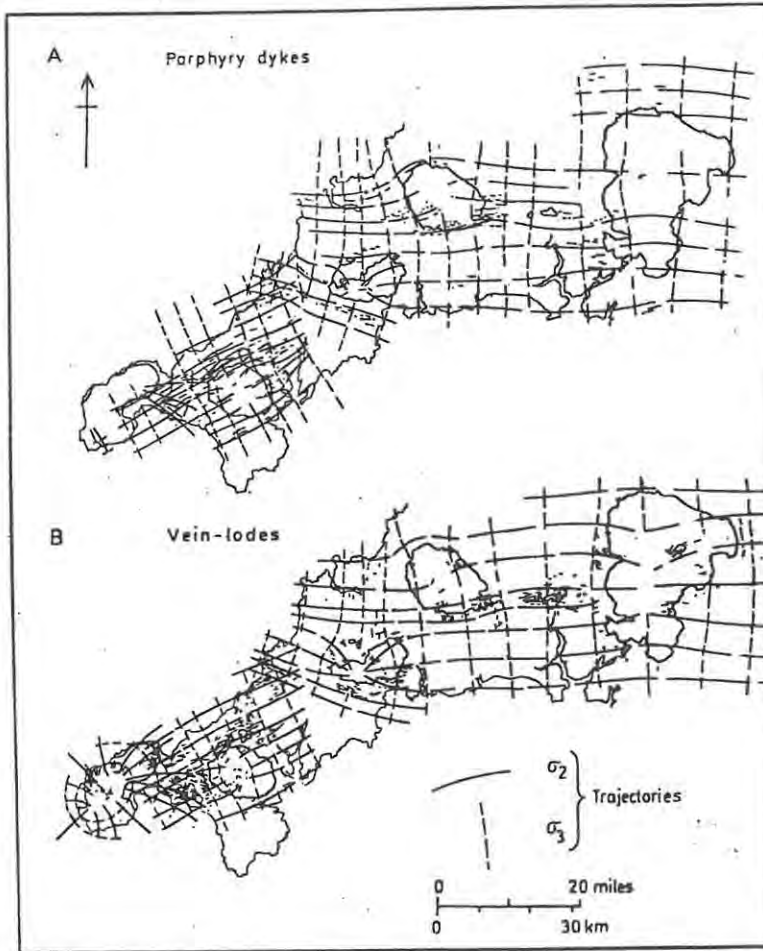 A Porphyry dykes
B Vein-lodes
σ2
Trajectories
σ3
0 20 miles
0 30 km